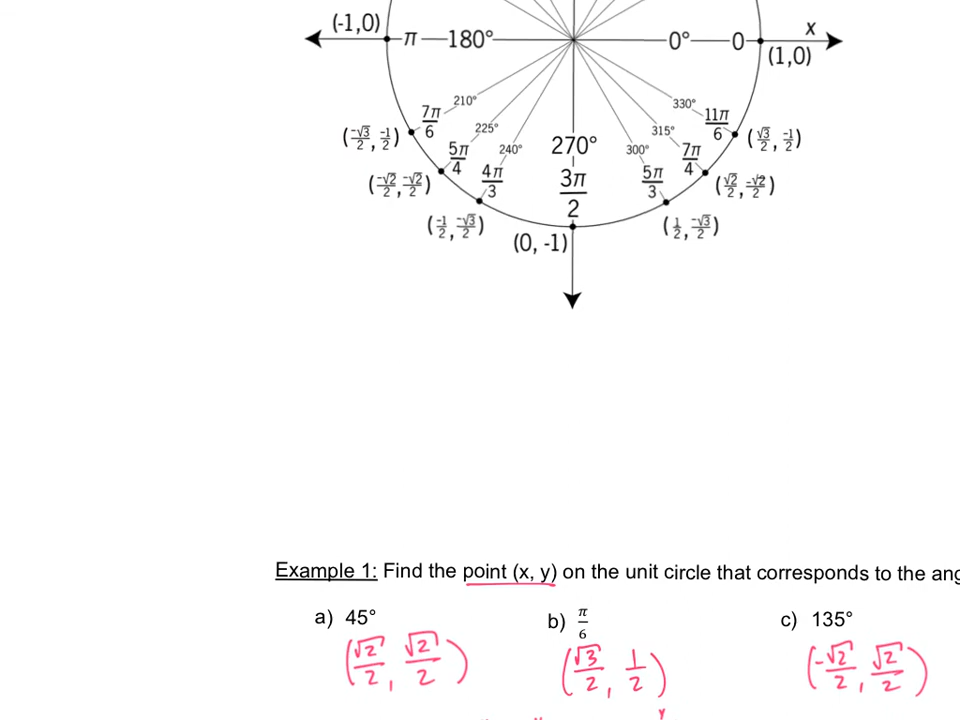 (-1,0) π 180° 0° 0 x
(1,0)
210° 330°
7π/6 11π/6
(-√3/2, -1/2) 225° 315° (√3/2, -1/2)
5π/4 240° 270° 300° 7π/4
(-√2/2, -√2/2) 4π/3 3π/2 5π/3 (√2/2, -√2/2)
(-1/2, -√3/2) (0, -1) (1/2, -√3/2)
Example 1: Find the point (x, y) on the unit circle that corresponds to the
a) 45° b) π/6 c) 135°
(√2/2, √2/2) (√3/2, 1/2) (-√2/2, √2/2)
y